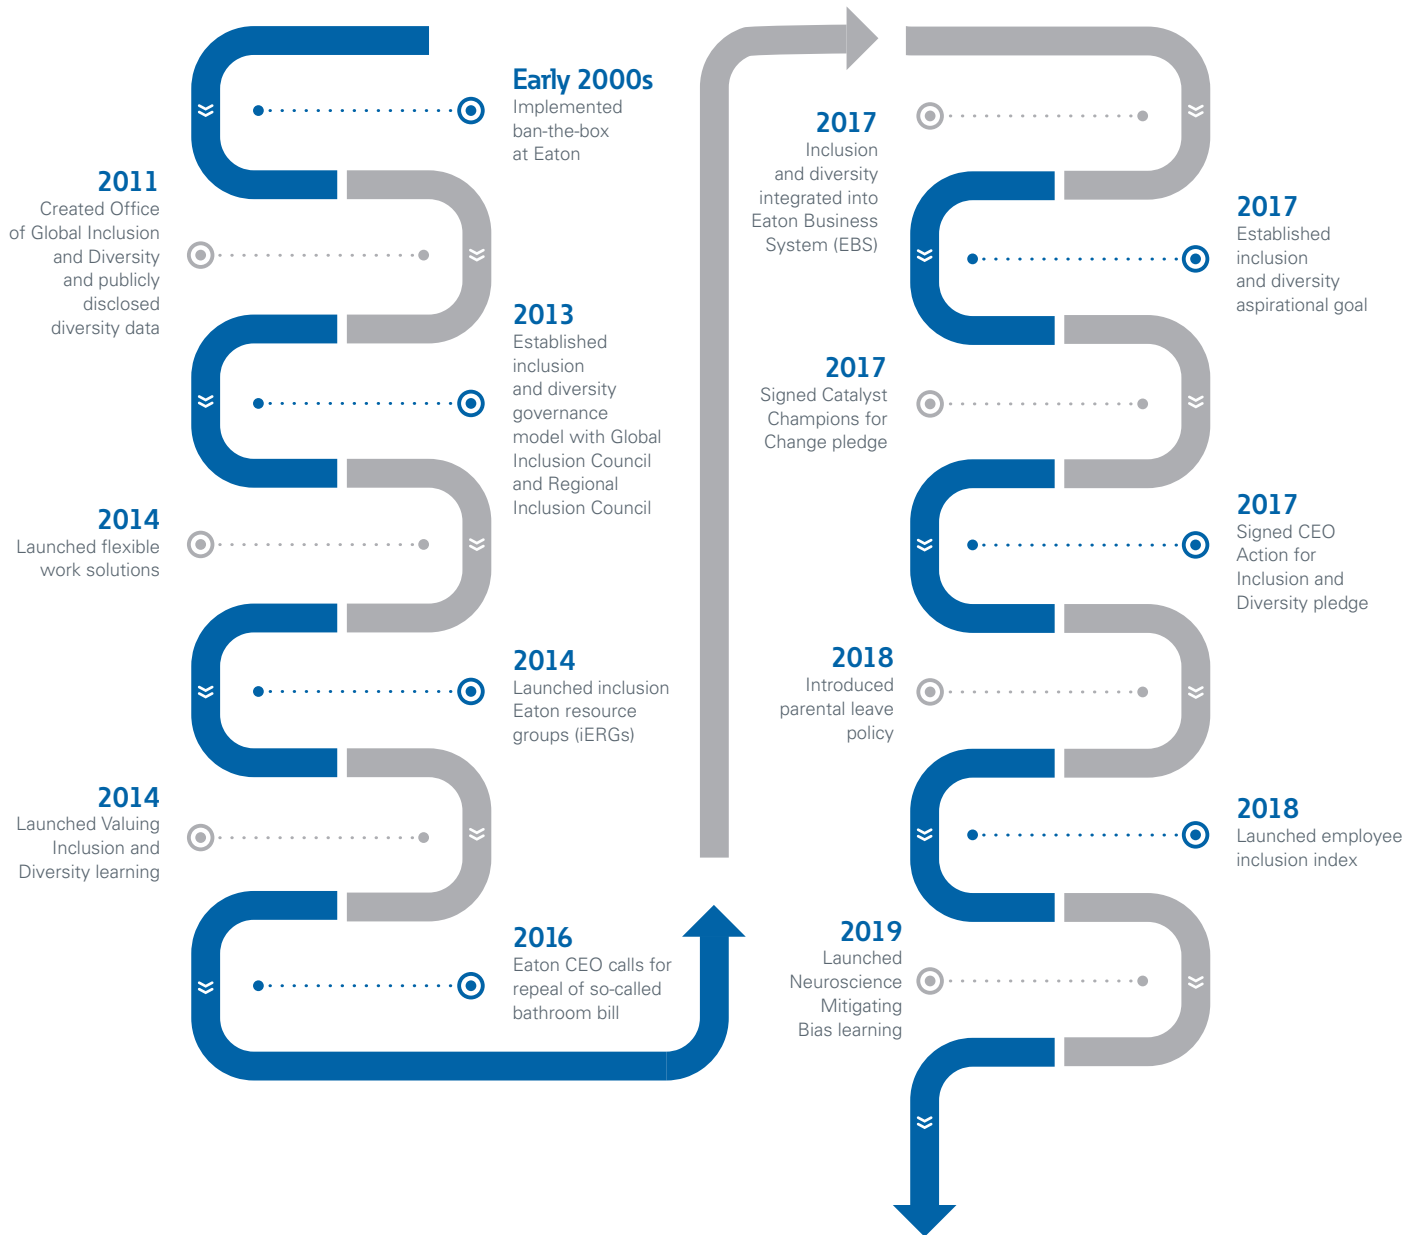 Early 2000s
Implemented
ban-the-box
at Eaton
2011
Created Office
of Global Inclusion
and Diversity
and publicly
disclosed
diversity data
2013
Established
inclusion
and diversity
governance
model with Global
Inclusion Council
and Regional
Inclusion Council
2014
Launched flexible
work solutions
2014
Launched inclusion
Eaton resource
groups (iERGs)
2014
Launched Valuing
Inclusion and
Diversity learning
2016
Eaton CEO calls for
repeal of so-called
bathroom bill
2017
Inclusion
and diversity
integrated into
Eaton Business
System (EBS)
2017
Established
inclusion
and diversity
aspirational goal
2017
Signed Catalyst
Champions for
Change pledge
2017
Signed CEO
Action for
Inclusion and
Diversity pledge
2018
Introduced
parental leave
policy
2018
Launched employee
inclusion index
2019
Launched
Neuroscience
Mitigating
Bias learning